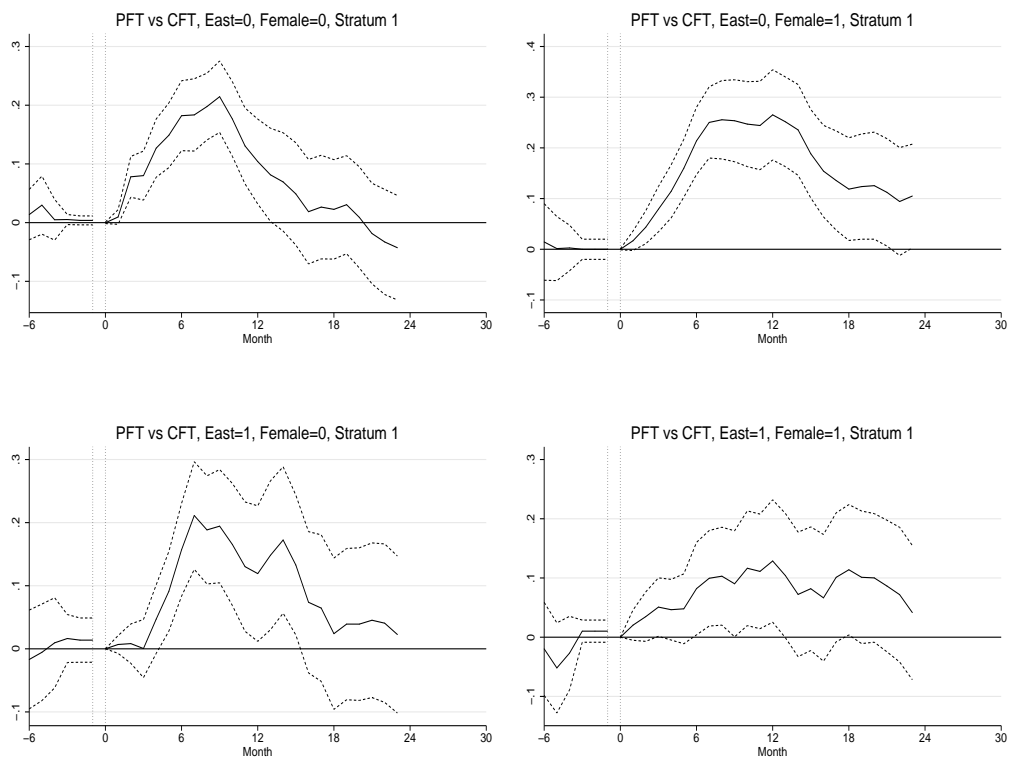 PFT vs CFT, East=0, Female=0, Stratum 1
.3
.2
.1
0
−.1
−6 0 6 12 18 24 30
Month
PFT vs CFT, East=0, Female=1, Stratum 1
.4
.3
.2
.1
0
−.1
−6 0 6 12 18 24 30
Month
PFT vs CFT, East=1, Female=0, Stratum 1
.3
.2
.1
0
−.1
−6 0 6 12 18 24 30
Month
PFT vs CFT, East=1, Female=1, Stratum 1
.3
.2
.1
0
−.1
−6 0 6 12 18 24 30
Month